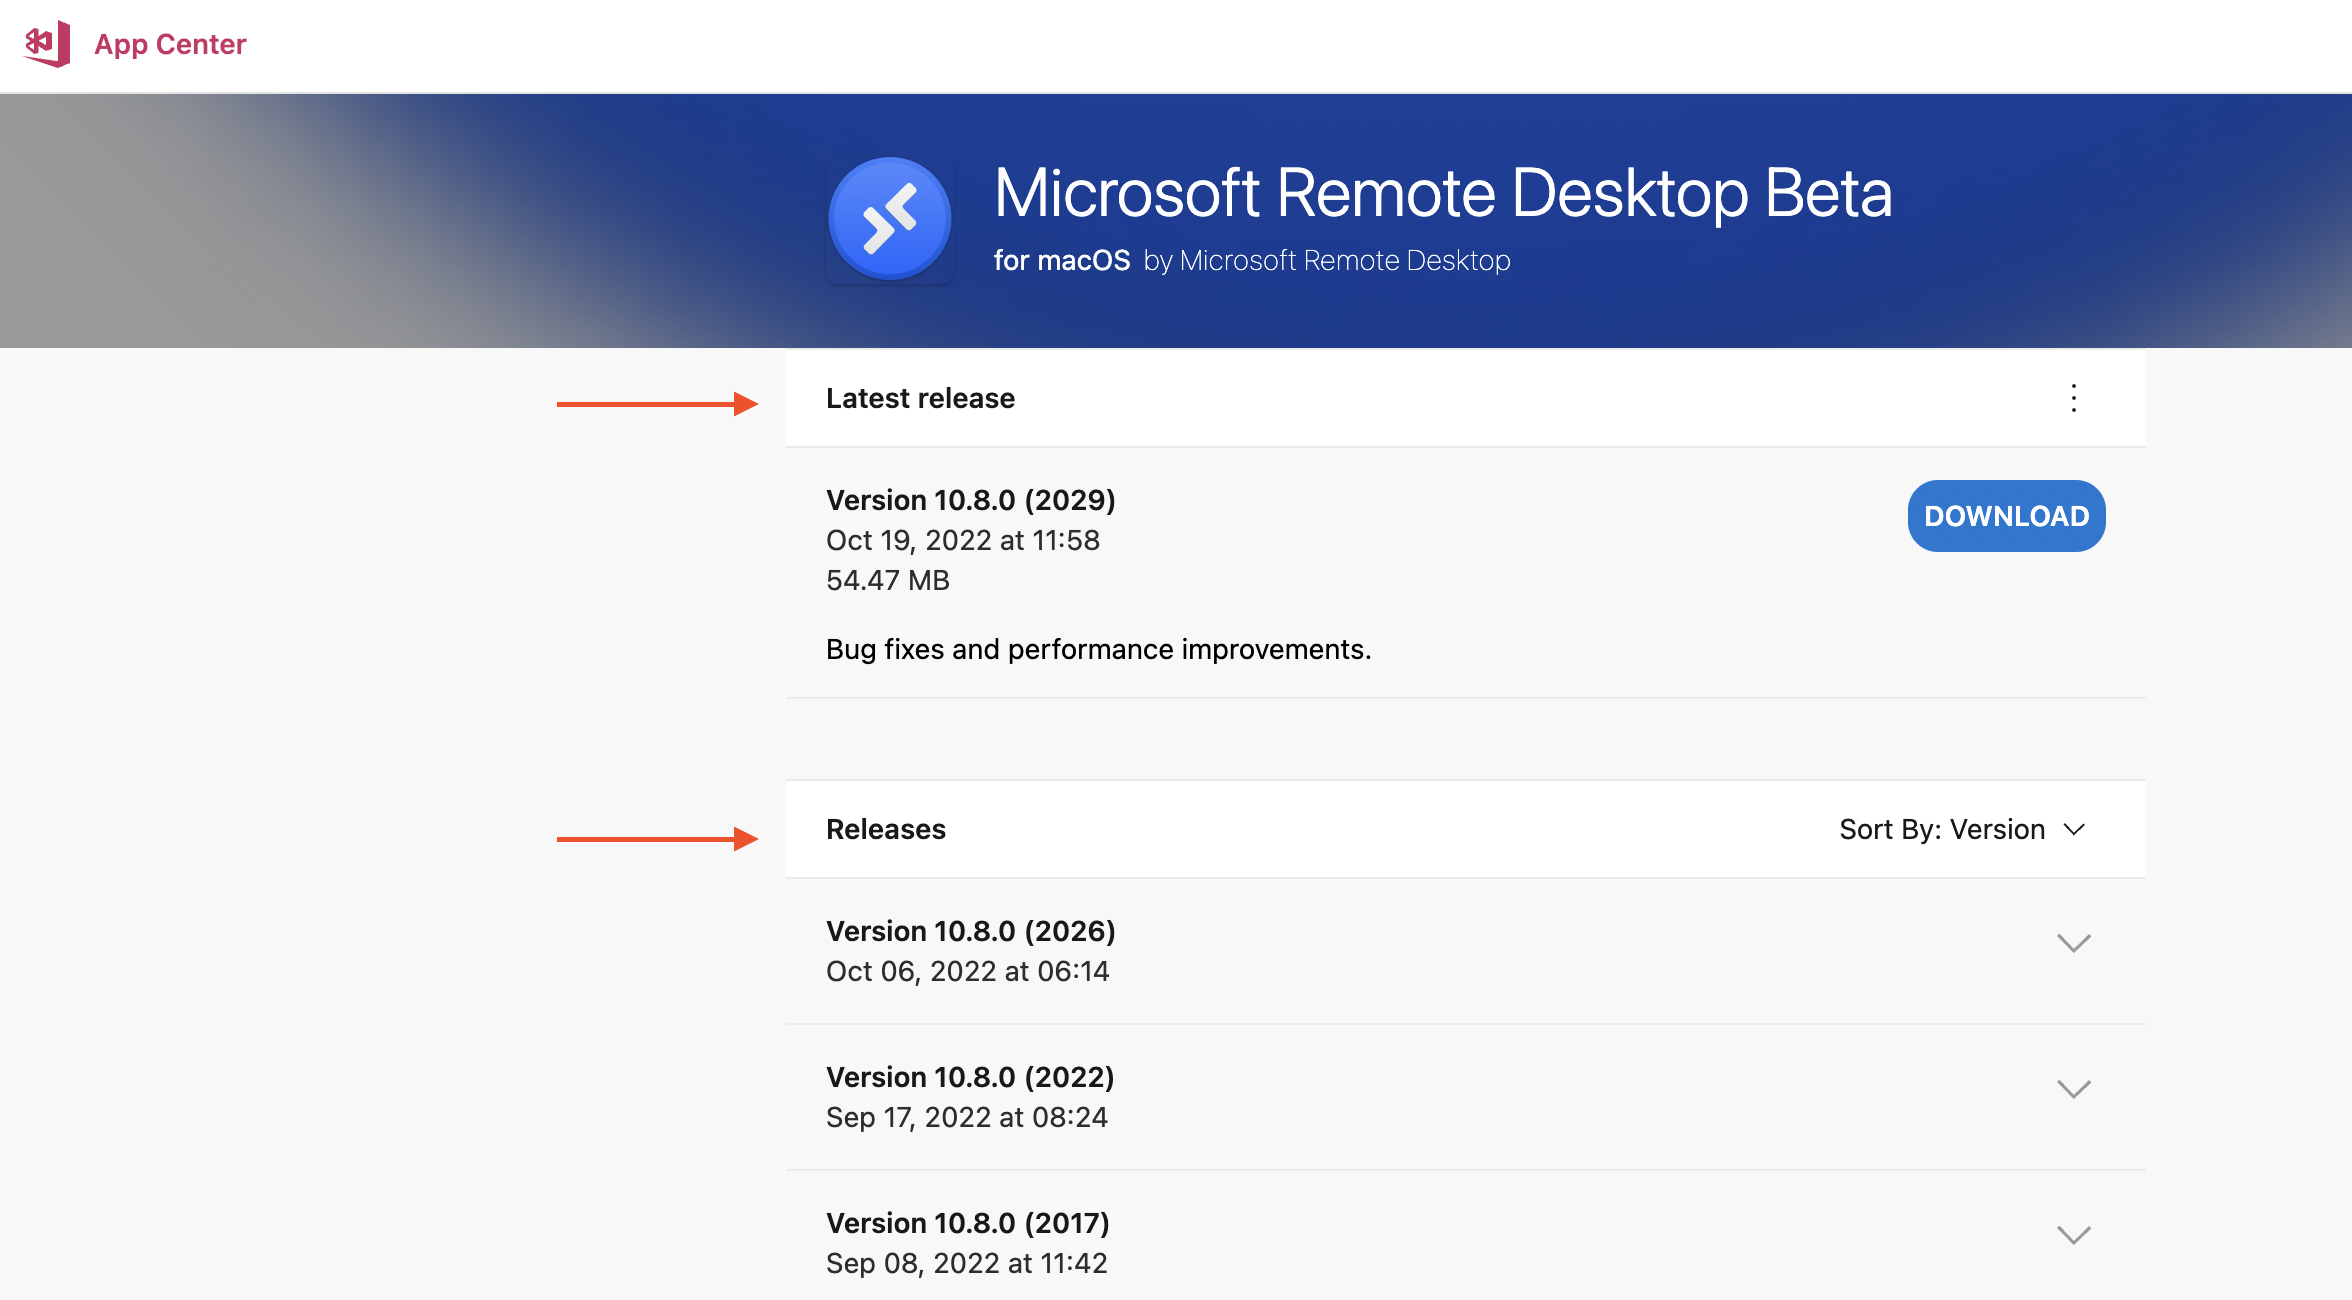 App Center
Microsoft Remote Desktop Beta
for macOS by Microsoft Remote Desktop
Latest release
Version 10.8.0 (2029)
DOWNLOAD
Oct 19, 2022 at 11:58
54.47 MB
Bug fixes and performance improvements.
Releases
Sort By: Version
Version 10.8.0 (2026)
Oct 06, 2022 at 06:14
Version 10.8.0 (2022)
Sep 17, 2022 at 08:24
Version 10.8.0 (2017)
Sep 08, 2022 at 11:42